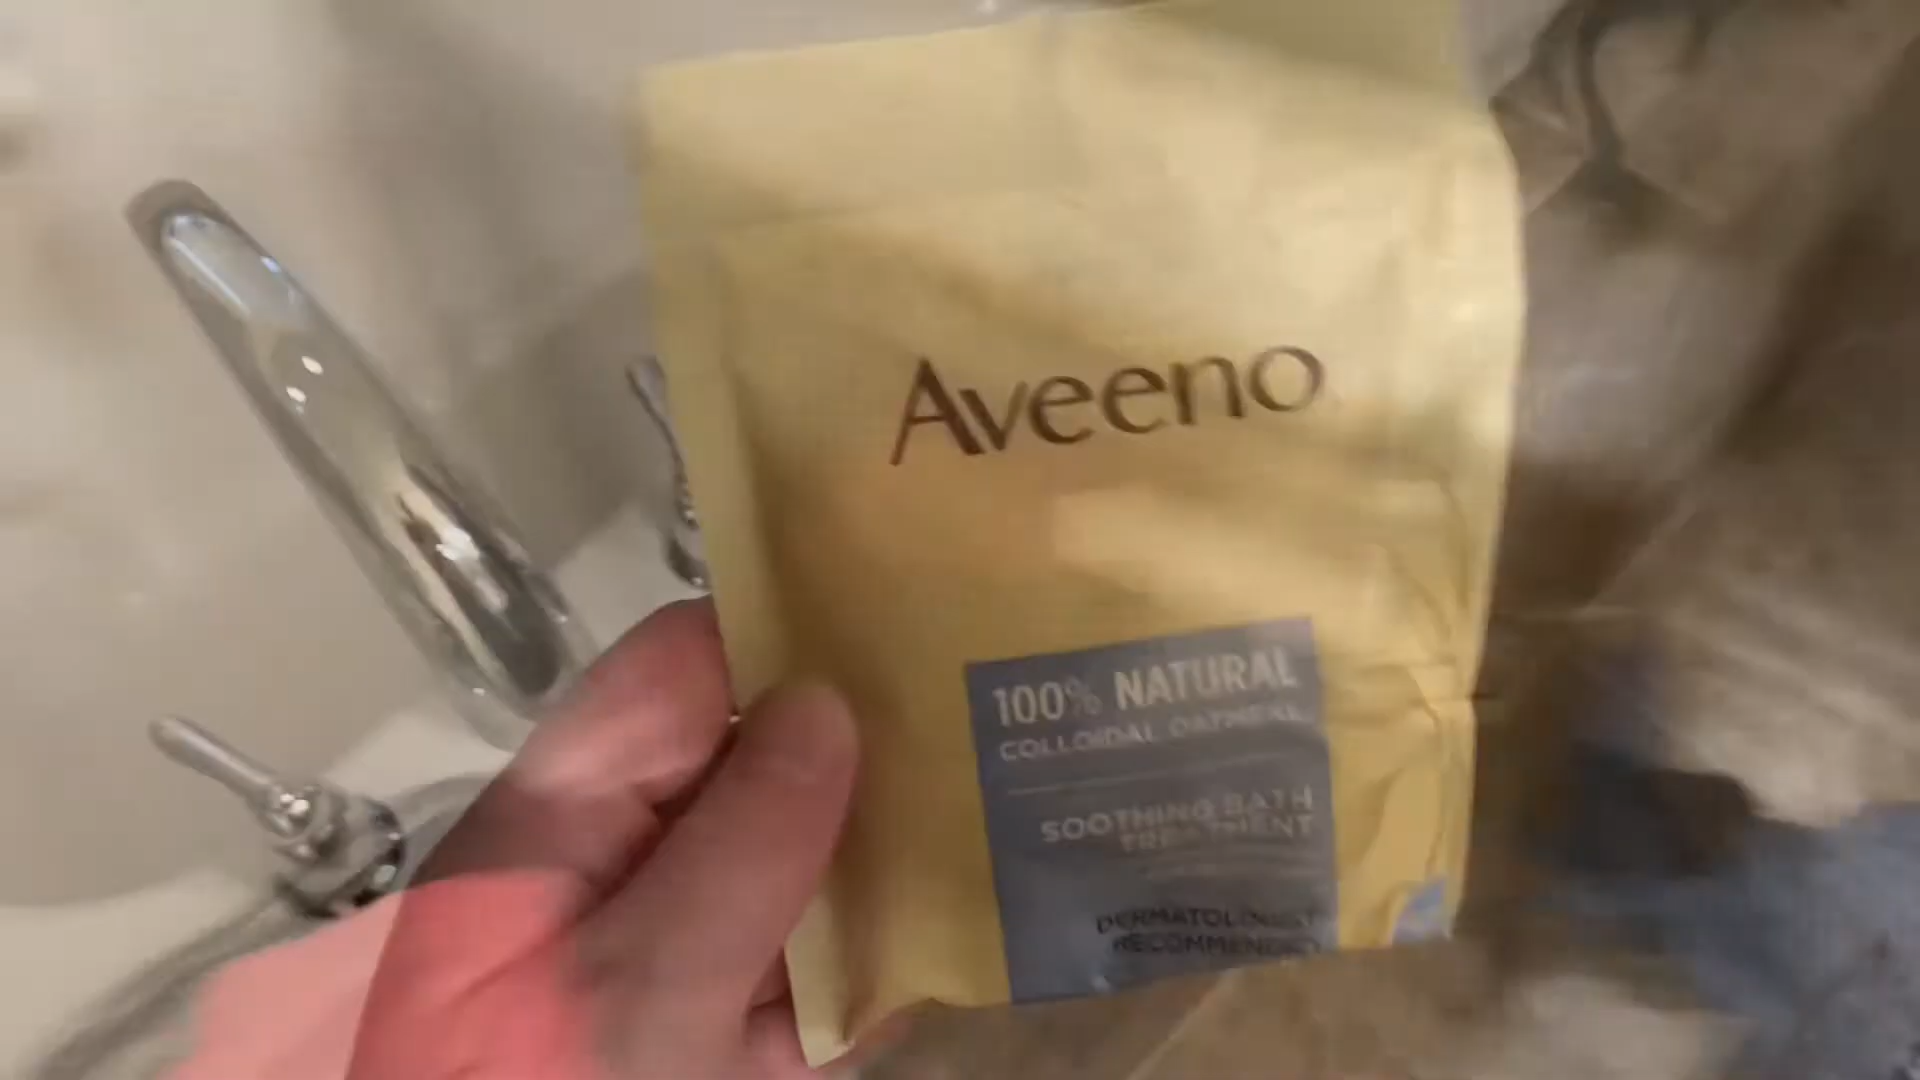 Aveeno
100% NATURAL
COLLOIDAL OATMEAL
SOOTHING BATH
TREATMENT
DERMATOLOGIST
RECOMMENDED